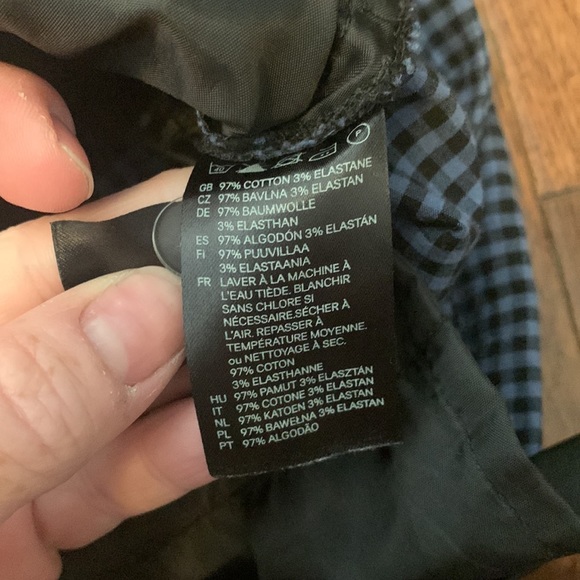 40 P
GB 97% COTTON 3% ELASTANE
CZ 97% BAVLNA 3% ELASTAN
DE 97% BAUMWOLLE
3% ELASTHAN
ES 97% ALGODÓN 3% ELASTAN
Fi 97% PUUVILLAA
3% ELASTAANIA
FR LAVER À LA MACHINE À
L'EAU TIÈDE. BLANCHIR
SANS CHLORE SI
NÉCESSAIRE.SÉCHER À
L'AIR. REPASSER À
TEMPÉRATURE MOYENNE.
ou NETTOYAGE À SEC.
97% COTON
3% ELASTHANNE
HU 97% PAMUT 3% ELASZTÁN
IT 97% COTONE 3% ELASTAN
NL 97% KATOEN 3% ELASTAN
PL 97% BAWEŁNA 3% ELASTAN
PT 97% ALGODÃO